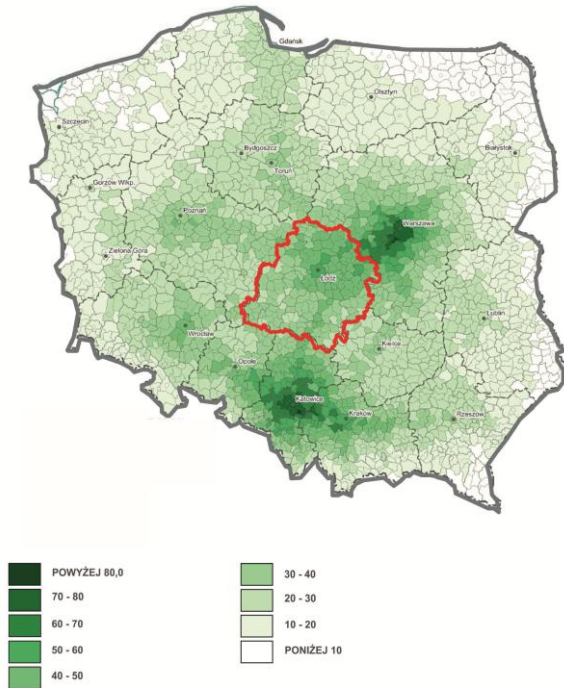 Gdańsk
Olsztyn
Szczecin
Białystok
Bydgoszcz
Toruń
Gorzów Wlkp.
Poznań
Warszawa
Zielona Góra
Łódź
Lublin
Wrocław
Kielce
Opole
Katowice
Kraków
Rzeszów
POWYŻEJ 80,0
70 - 80
60 - 70
50 - 60
40 - 50
30 - 40
20 - 30
10 - 20
PONIŻEJ 10